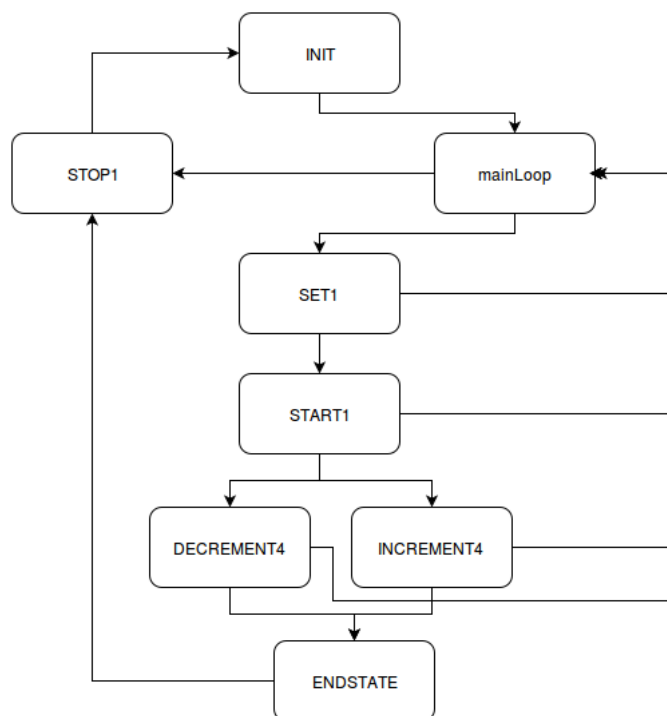 INIT
STOP1
mainLoop
SET1
START1
DECREMENT4
INCREMENT4
ENDSTATE